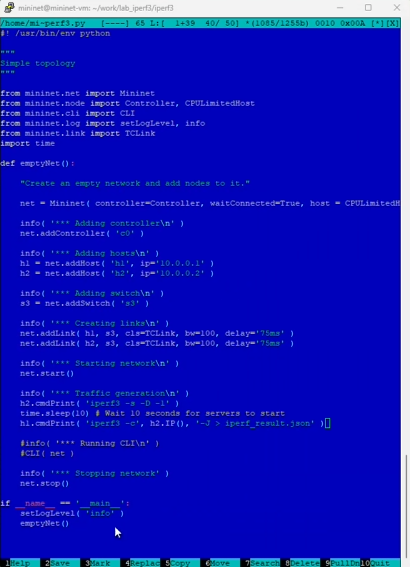 mininet@mininet-vm: ~/work/lab_iperf3/iperf3
/home/mi-perf3.py [----] 65 L:[ 1+39 40/ 50] *(1085/1255b) 0010 0x00A [*][X]
#! /usr/bin/env python
"""
Simple topology
"""
from mininet.net import Mininet
from mininet.node import Controller, CPULimitedHost
from mininet.cli import CLI
from mininet.log import setLogLevel, info
from mininet.link import TCLink
import time
def emptyNet():
"Create an empty network and add nodes to it."
net = Mininet( controller=Controller, waitConnected=True, host = CPULimitedH
info( '*** Adding controller\n' )
net.addController( 'c0' )
info( '*** Adding hosts\n' )
h1 = net.addHost( 'h1', ip='10.0.0.1' )
h2 = net.addHost( 'h2', ip='10.0.0.2' )
info( '*** Adding switch\n' )
s3 = net.addSwitch( 's3' )
info( '*** Creating links\n' )
net.addLink( h1, s3, cls=TCLink, bw=100, delay='75ms' )
net.addLink( h2, s3, cls=TCLink, bw=100, delay='75ms' )
info( '*** Starting network\n' )
net.start()
info( '*** Traffic generation\n' )
h2.cmdPrint( 'iperf3 -s -D -1' )
time.sleep(10) # Wait 10 seconds for servers to start
h1.cmdPrint( 'iperf3 -c', h2.IP(), '-J > iperf_result.json' )
#info( '*** Running CLI\n' )
#CLI( net )
info( '*** Stopping network' )
net.stop()
if __name__ == '__main__':
setLogLevel( 'info' )
emptyNet()
1Help 2Save 3Mark 4Replac 5Copy 6Move 7Search 8Delete 9PullDn 10Quit